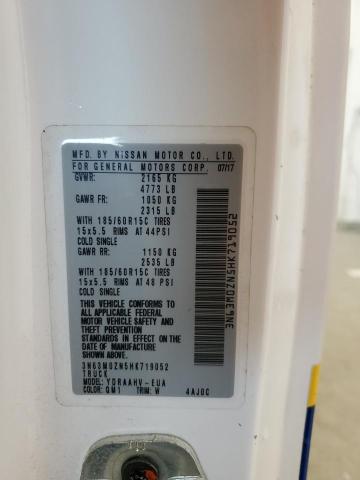 MFD. BY NISSAN MOTOR CO., LTD.
FOR GENERAL MOTORS CORP. 07/17
GVWR: 2165 KG
4773 LB
GAWR FR: 1050 KG
2315 LB
WITH 185/60R15C TIRES
15x5.5 RIMS AT 44PSI
COLD SINGLE
GAWR RR: 1150 KG
2535 LB
WITH 185/60R15C TIRES
15x5.5 RIMS AT 48 PSI
COLD SINGLE
THIS VEHICLE CONFORMS TO
ALL APPLICABLE FEDERAL
MOTOR VEHICLE SAFETY
STANDARDS IN EFFECT ON
THE DATE OF MANUFACTURE
SHOWN ABOVE.
3N63M0ZN5HK719052
TRUCK
MODEL: YDRAAHV-EUA
COLOR: QM1 TRIM: W 4AJ0C
3N63M0ZN5HK719052